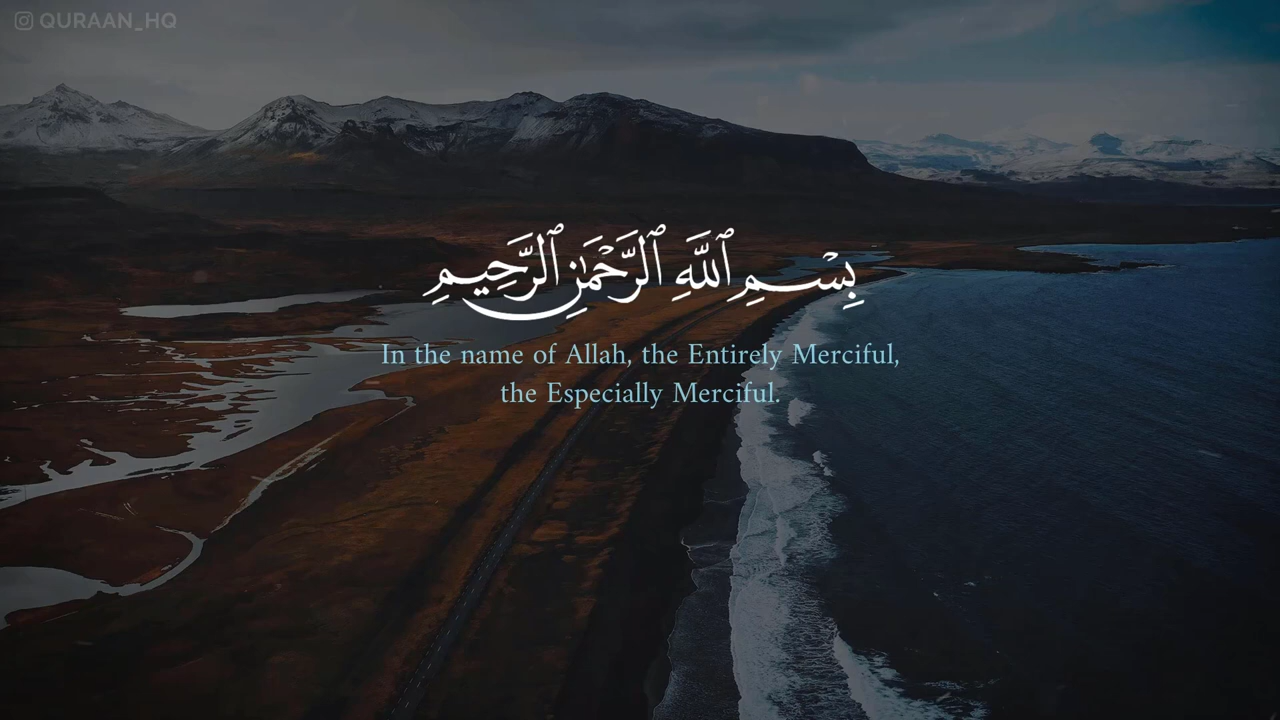 QURAAN_HQ
بِسْمِ ٱللَّهِ ٱلرَّحْمَٰنِ ٱلرَّحِيمِ
In the name of Allah, the Entirely Merciful,
the Especially Merciful.